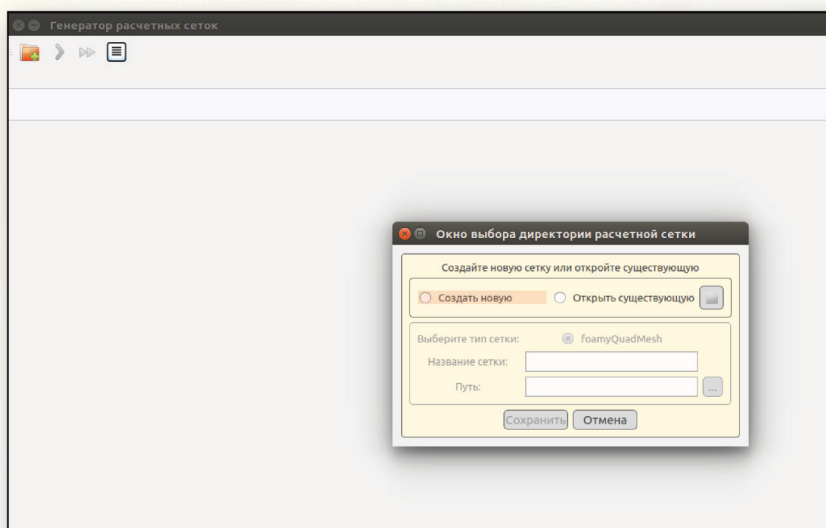 Генератор расчетных сеток
Окно выбора директории расчетной сетки
Создайте новую сетку или откройте существующую
Создать новую
Открыть существующую
Выберите тип сетки:
foamyQuadMesh
Название сетки:
Путь:
...
Сохранить
Отмена